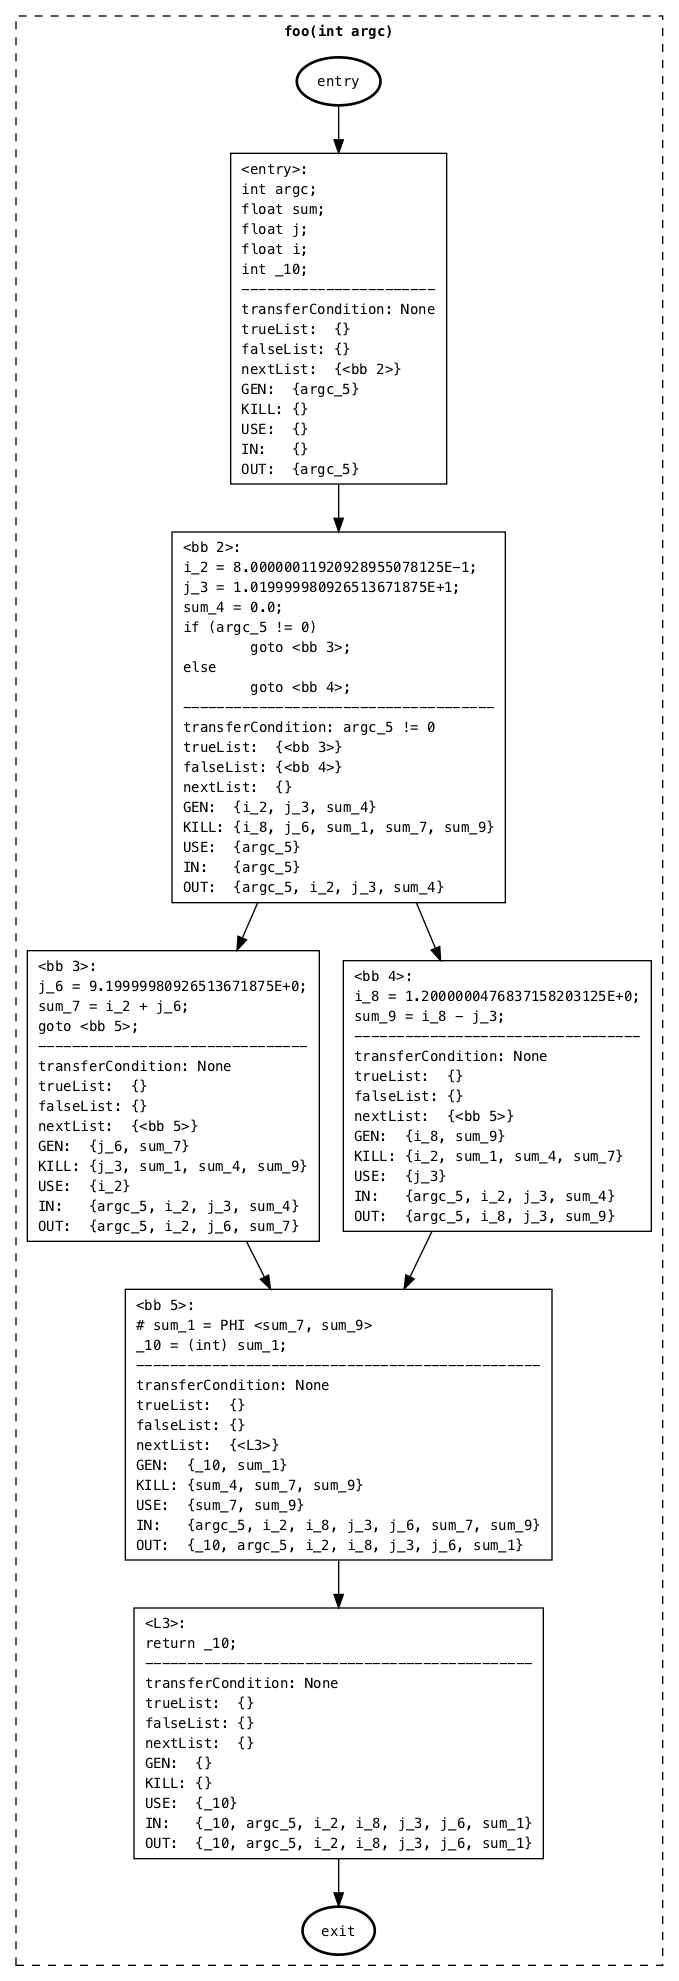 foo(int argc)
entry
<entry>:
int argc;
float sum;
float j;
float i;
int _10;
-----------------------
transferCondition: None
trueList:  {}
falseList: {}
nextList:  {<bb 2>}
GEN:  {argc_5}
KILL: {}
USE:  {}
IN:   {}
OUT:  {argc_5}
<bb 2>:
i_2 = 8.00000011920928955078125E-1;
j_3 = 1.019999980926513671875E+1;
sum_4 = 0.0;
if (argc_5 != 0)
        goto <bb 3>;
else
        goto <bb 4>;
-------------------------------------
transferCondition: argc_5 != 0
trueList:  {<bb 3>}
falseList: {<bb 4>}
nextList:  {}
GEN:  {i_2, j_3, sum_4}
KILL: {i_8, j_6, sum_1, sum_7, sum_9}
USE:  {argc_5}
IN:   {argc_5}
OUT:  {argc_5, i_2, j_3, sum_4}
<bb 3>:
j_6 = 9.19999980926513671875E+0;
sum_7 = i_2 + j_6;
goto <bb 5>;
--------------------------------
transferCondition: None
trueList:  {}
falseList: {}
nextList:  {<bb 5>}
GEN:  {j_6, sum_7}
KILL: {j_3, sum_1, sum_4, sum_9}
USE:  {i_2}
IN:   {argc_5, i_2, j_3, sum_4}
OUT:  {argc_5, i_2, j_6, sum_7}
<bb 4>:
i_8 = 1.2000000476837158203125E+0;
sum_9 = i_8 - j_3;
----------------------------------
transferCondition: None
trueList:  {}
falseList: {}
nextList:  {<bb 5>}
GEN:  {i_8, sum_9}
KILL: {i_2, sum_1, sum_4, sum_7}
USE:  {j_3}
IN:   {argc_5, i_2, j_3, sum_4}
OUT:  {argc_5, i_8, j_3, sum_9}
<bb 5>:
# sum_1 = PHI <sum_7, sum_9>
_10 = (int) sum_1;
------------------------------------------------
transferCondition: None
trueList:  {}
falseList: {}
nextList:  {<L3>}
GEN:  {_10, sum_1}
KILL: {sum_4, sum_7, sum_9}
USE:  {sum_7, sum_9}
IN:   {argc_5, i_2, i_8, j_3, j_6, sum_7, sum_9}
OUT:  {_10, argc_5, i_2, i_8, j_3, j_6, sum_1}
<L3>:
return _10;
----------------------------------------------
transferCondition: None
trueList:  {}
falseList: {}
nextList:  {}
GEN:  {}
KILL: {}
USE:  {_10}
IN:   {_10, argc_5, i_2, i_8, j_3, j_6, sum_1}
OUT:  {_10, argc_5, i_2, i_8, j_3, j_6, sum_1}
exit